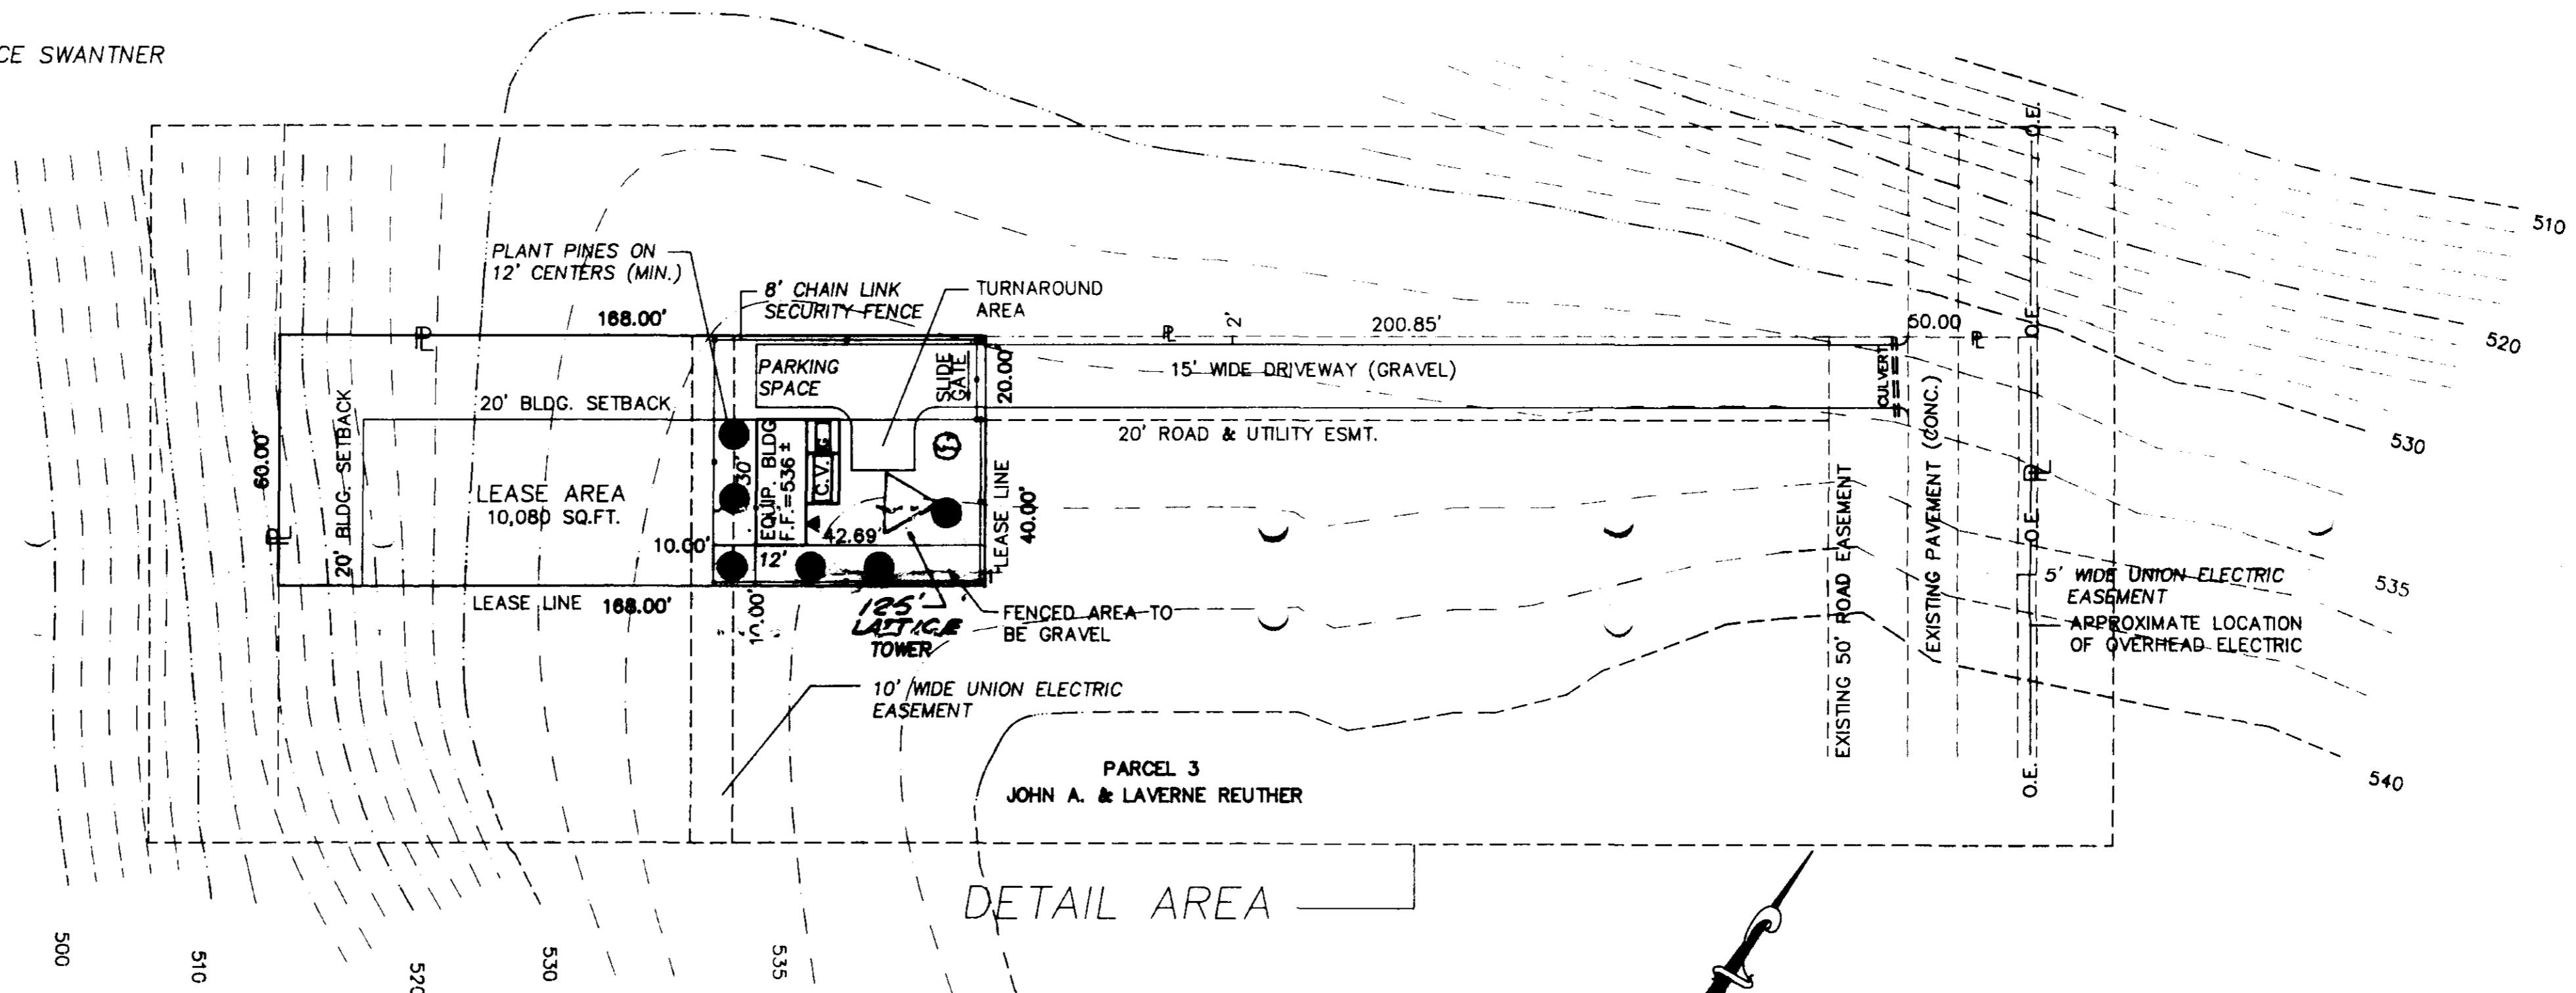 CE SWANTNER
PLANT PINES ON
12' CENTERS (MIN.)
8' CHAIN LINK
SECURITY FENCE
TURNAROUND
AREA
168.00'
PL
PL
2'
200.85'
60.00
PL
O.E.
O.E.
510
520
530
535
540
PARKING
SPACE
SLIDE
GATE
20.00'
15' WIDE DRIVEWAY (GRAVEL)
CULVERT
20' BLDG. SETBACK
20' ROAD & UTILITY ESMT.
60.00'
PL
20' BLDG. SETBACK
LEASE AREA
10,080 SQ.FT.
30'
EQUIP. BLDG
F.F.=536±
G
C.V.
42.69'
LEASE LINE
40.00'
10.00'
12'
10.00'
LEASE LINE 168.00'
125'
LATTICE
TOWER
FENCED AREA TO
BE GRAVEL
EXISTING 50' ROAD EASEMENT
EXISTING PAVEMENT (CONC.)
PL
O.E.
O.E.
5' WIDE UNION ELECTRIC
EASEMENT
APPROXIMATE LOCATION
OF OVERHEAD ELECTRIC
10' WIDE UNION ELECTRIC
EASEMENT
PARCEL 3
JOHN A. & LAVERNE REUTHER
O.E.
DETAIL AREA
500
510
520
530
535